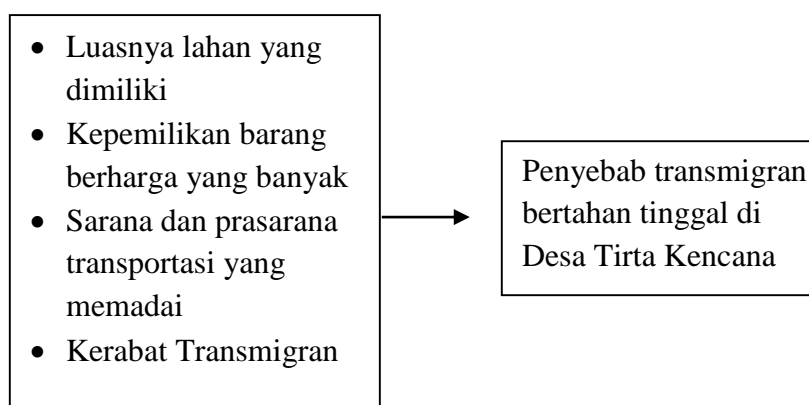 • Luasnya lahan yang
dimiliki
• Kepemilikan barang
berharga yang banyak
• Sarana dan prasarana
transportasi yang
memadai
• Kerabat Transmigran
Penyebab transmigran
bertahan tinggal di
Desa Tirta Kencana